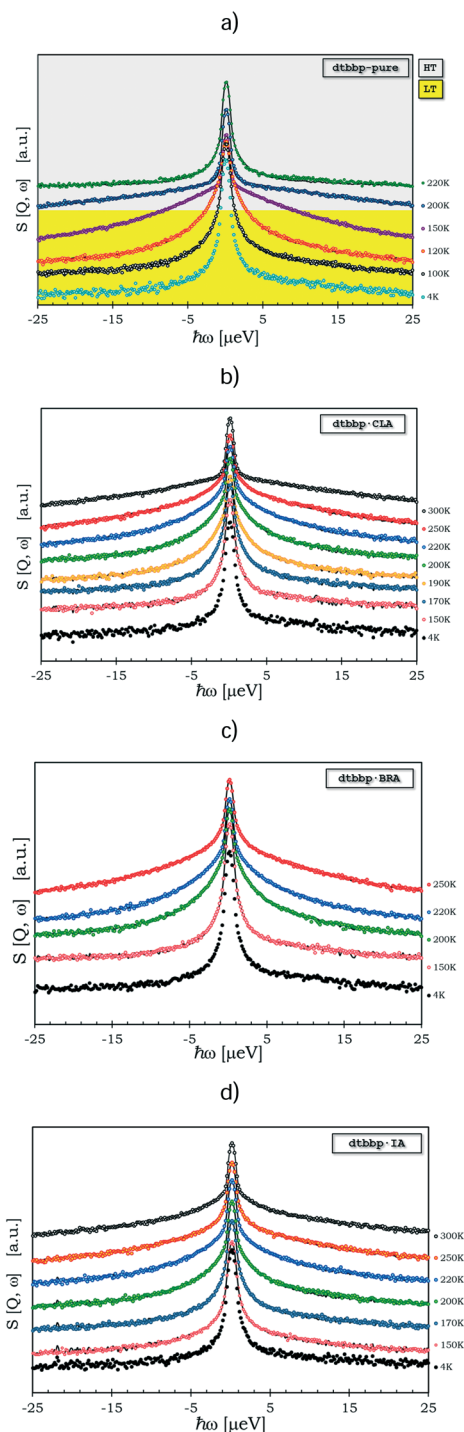 a)
dtbbp-pure
HT
LT
S [Q, ω] [a.u.]
220K
200K
150K
120K
100K
4K
-25 -15 -5 5 15 25
ħω [μeV]
b)
dtbbp·CLA
S [Q, ω] [a.u.]
300K
250K
220K
200K
190K
170K
150K
4K
-25 -15 -5 5 15 25
ħω [μeV]
c)
dtbbp·BRA
S [Q, ω] [a.u.]
250K
220K
200K
150K
4K
-25 -15 -5 5 15 25
ħω [μeV]
d)
dtbbp·IA
S [Q, ω] [a.u.]
300K
250K
220K
200K
170K
150K
4K
-25 -15 -5 5 15 25
ħω [μeV]